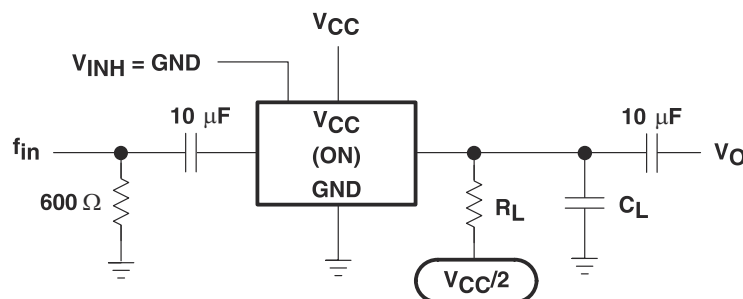 VCC
VINH = GND
10 μF
VCC
(ON)
GND
10 μF
fin
VO
600 Ω
RL
CL
VCC/2